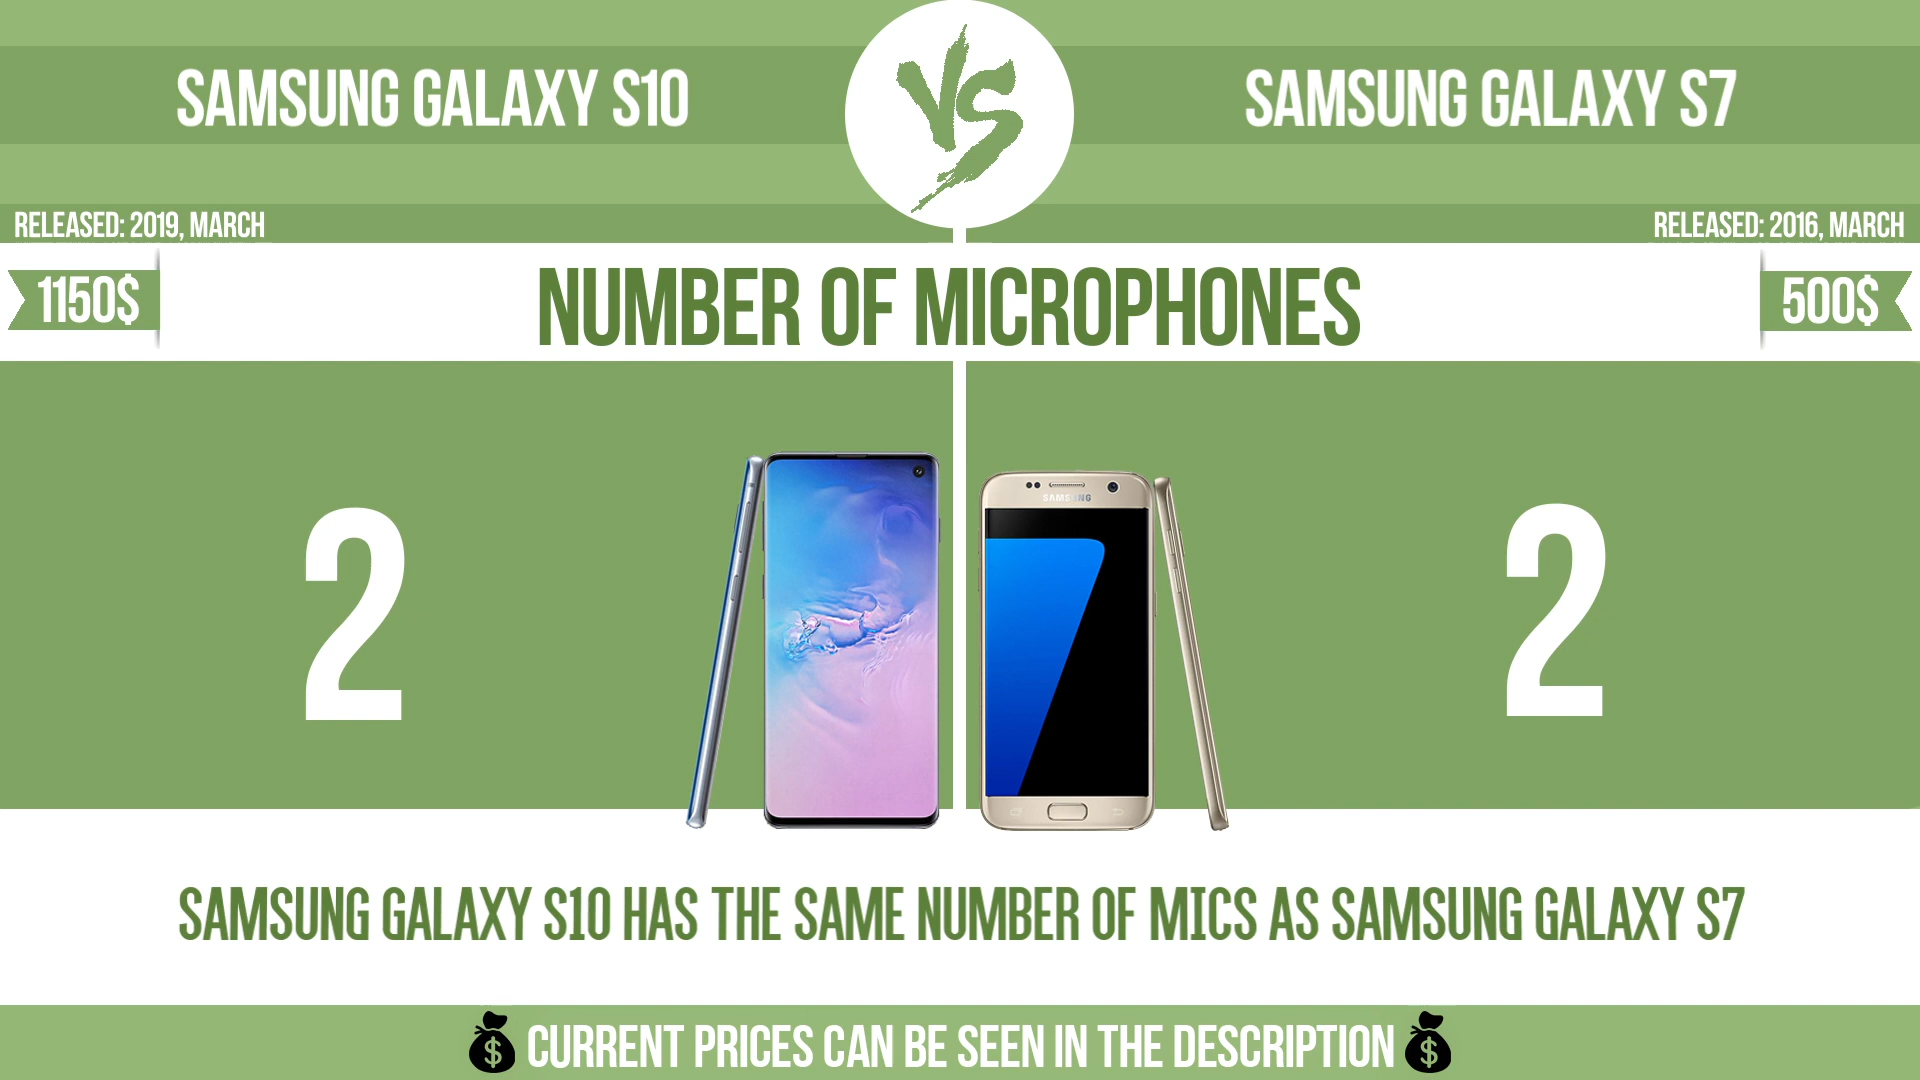 SAMSUNG GALAXY S10
VS
SAMSUNG GALAXY S7
RELEASED: 2019, MARCH
RELEASED: 2016, MARCH
1150$
NUMBER OF MICROPHONES
500$
2
SAMSUNG
2
SAMSUNG GALAXY S10 HAS THE SAME NUMBER OF MICS AS SAMSUNG GALAXY S7
$ CURRENT PRICES CAN BE SEEN IN THE DESCRIPTION $